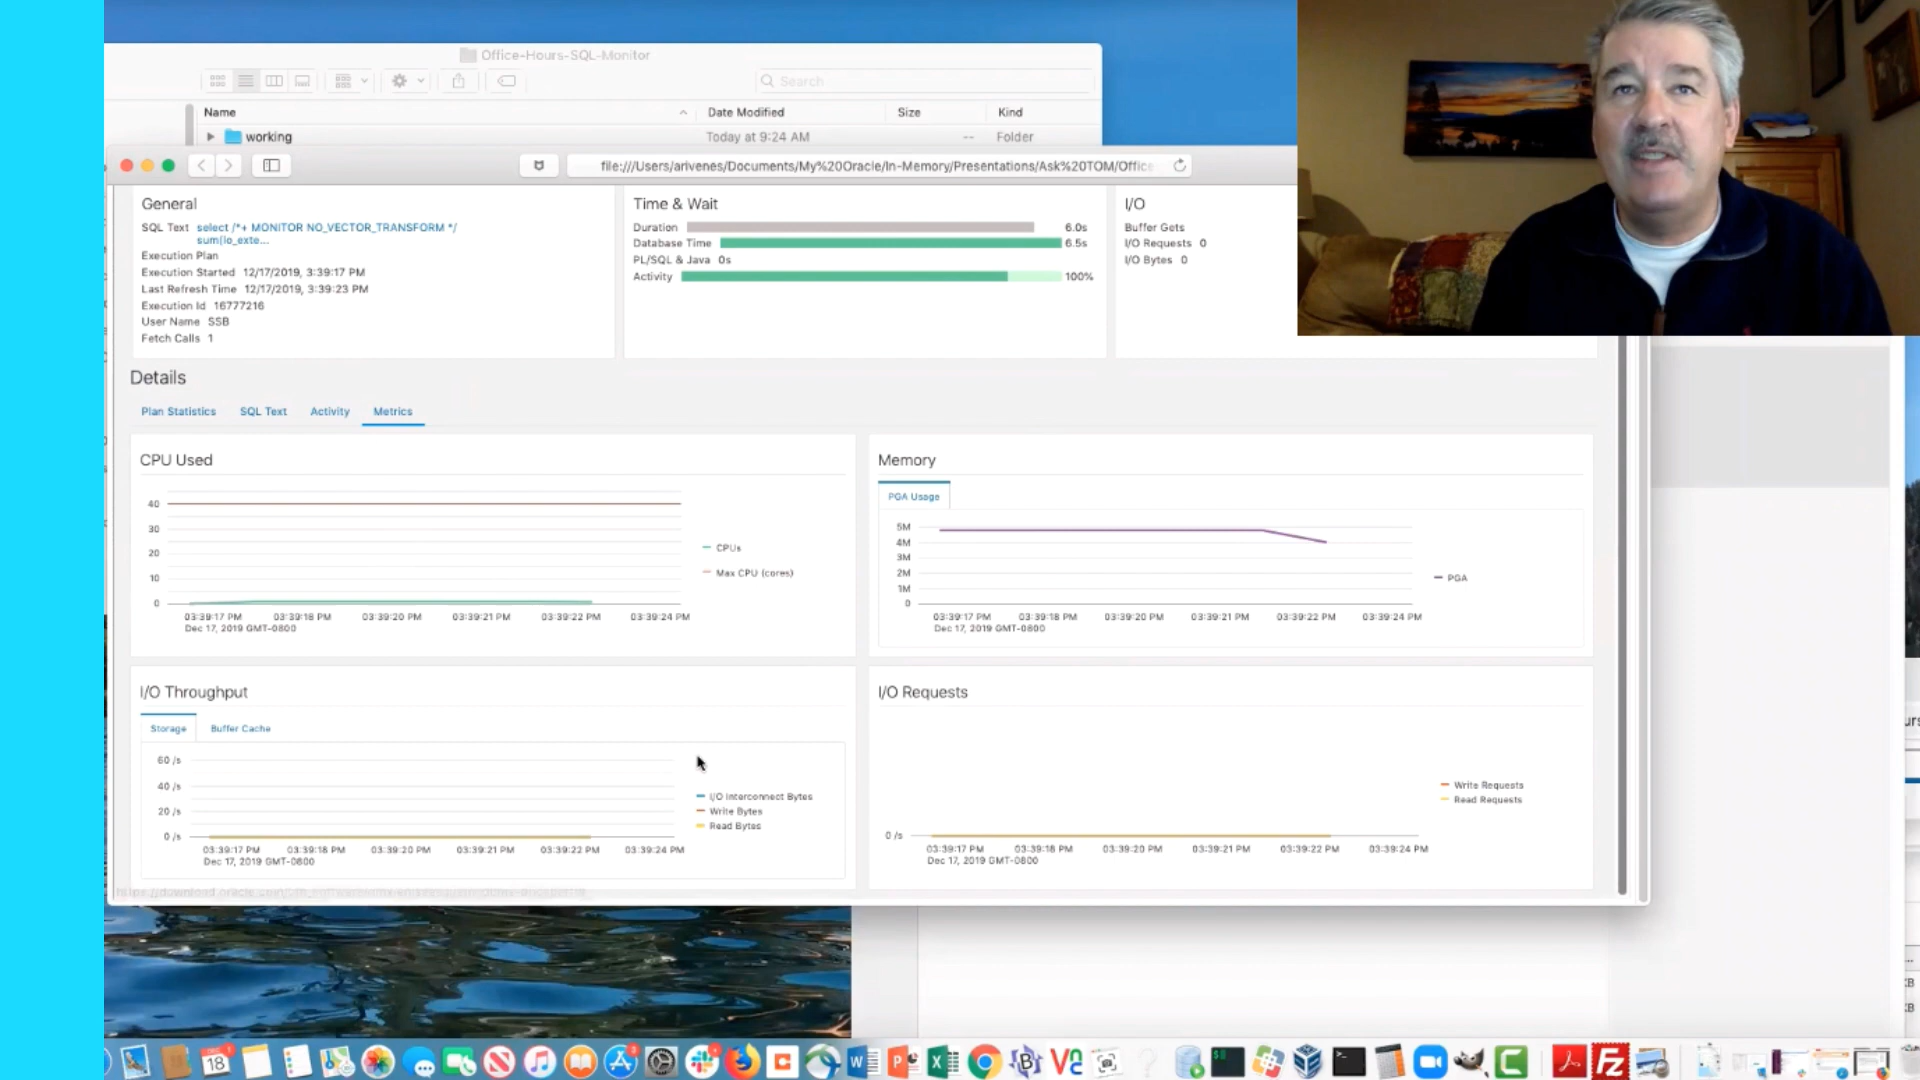 Office-Hours-SQL-Monitor
Search
Name Date Modified Size Kind
working Today at 9:24 AM -- Folder
file:///Users/arivenes/Documents/My%20Oracle/In-Memory/Presentations/Ask%20TOM/Office
General
SQL Text select /*+ MONITOR NO_VECTOR_TRANSFORM */
sum(lo_exte...
Execution Plan
Execution Started 12/17/2019, 3:39:17 PM
Last Refresh Time 12/17/2019, 3:39:23 PM
Execution Id 16777216
User Name SSB
Fetch Calls 1
Time & Wait
Duration 6.0s
Database Time 6.5s
PL/SQL & Java 0s
Activity 100%
I/O
Buffer Gets
I/O Requests 0
I/O Bytes 0
Details
Plan Statistics SQL Text Activity Metrics
CPU Used
40
30
20
10
0
03:39:17 PM 03:39:18 PM 03:39:20 PM 03:39:21 PM 03:39:22 PM 03:39:24 PM
Dec 17, 2019 GMT-0800
CPUs
Max CPU (cores)
Memory
PGA Usage
5M
4M
3M
2M
1M
0
03:39:17 PM 03:39:18 PM 03:39:20 PM 03:39:21 PM 03:39:22 PM 03:39:24 PM
Dec 17, 2019 GMT-0800
PGA
I/O Throughput
Storage Buffer Cache
60 /s
40 /s
20 /s
0 /s
03:39:17 PM 03:39:18 PM 03:39:20 PM 03:39:21 PM 03:39:22 PM 03:39:24 PM
Dec 17, 2019 GMT-0800
I/O Interconnect Bytes
Write Bytes
Read Bytes
I/O Requests
0 /s
03:39:17 PM 03:39:18 PM 03:39:20 PM 03:39:21 PM 03:39:22 PM 03:39:24 PM
Dec 17, 2019 GMT-0800
Write Requests
Read Requests
18